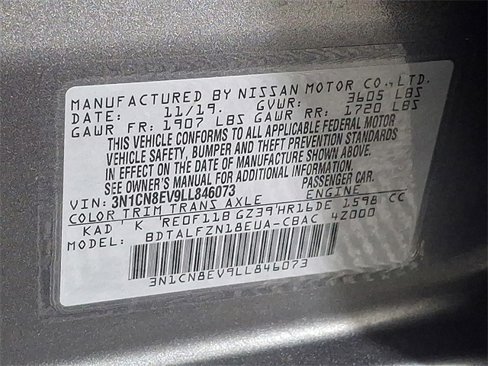 MANUFACTURED BY NISSAN MOTOR CO., LTD.
DATE: 11/19. GVWR: 3605 LBS
GAWR FR: 1907 LBS GAWR RR: 1720 LBS
THIS VEHICLE CONFORMS TO ALL APPLICABLE FEDERAL MOTOR
VEHICLE SAFETY, BUMPER AND THEFT PREVENTION STANDARDS
IN EFFECT ON THE DATE OF MANUFACTURE SHOWN ABOVE.
SEE OWNER'S MANUAL FOR ADDITIONAL INFORMATION.
VIN: 3N1CN8EV9LL846073 PASSENGER CAR
COLOR TRIM TRANS AXLE ENGINE
KAD K RE0F11B GZ39 HR16DE 1598 CC
MODEL: BDTALFZN18EUA-CBAC 4Z000
3N1CN8EV9LL846073